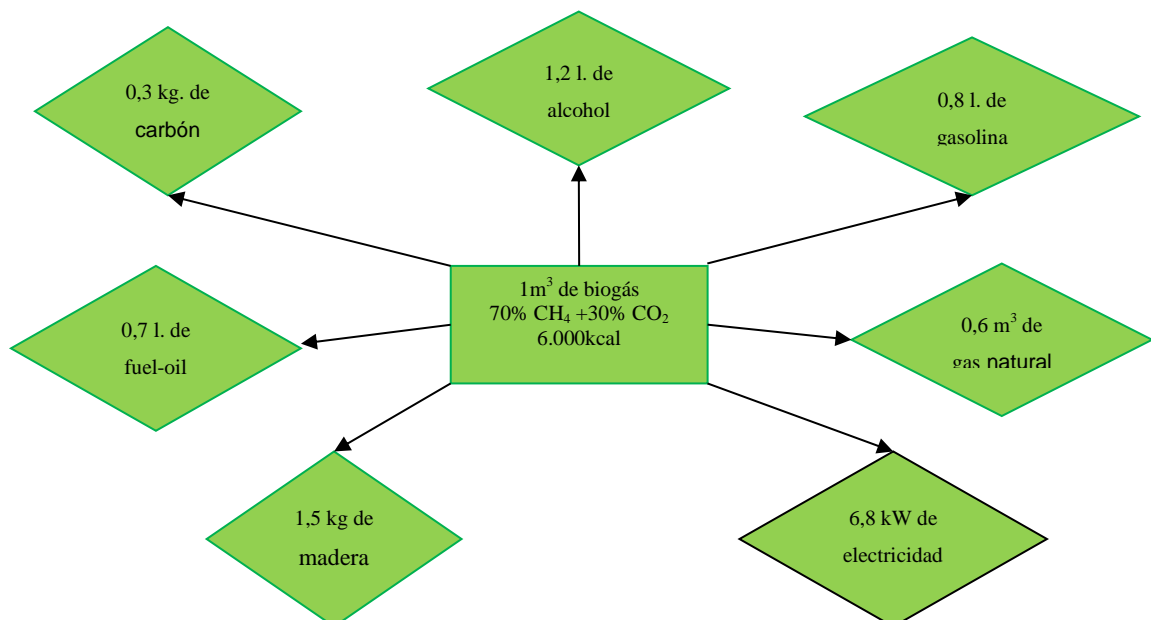 0,3 kg. de
carbón
1,2 l. de
alcohol
0,8 l. de
gasolina
1m³ de biogás
70% CH₄ +30% CO₂
6.000kcal
0,7 l. de
fuel-oil
0,6 m³ de
gas natural
1,5 kg de
madera
6,8 kW de
electricidad